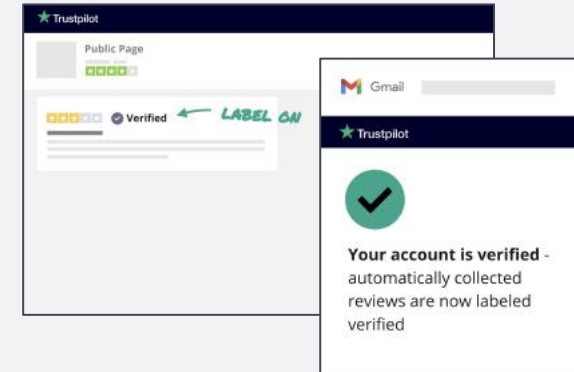 Trustpilot
Public Page
Verified LABEL ON
Gmail
Trustpilot
Your account is verified -
automatically collected
reviews are now labeled
verified